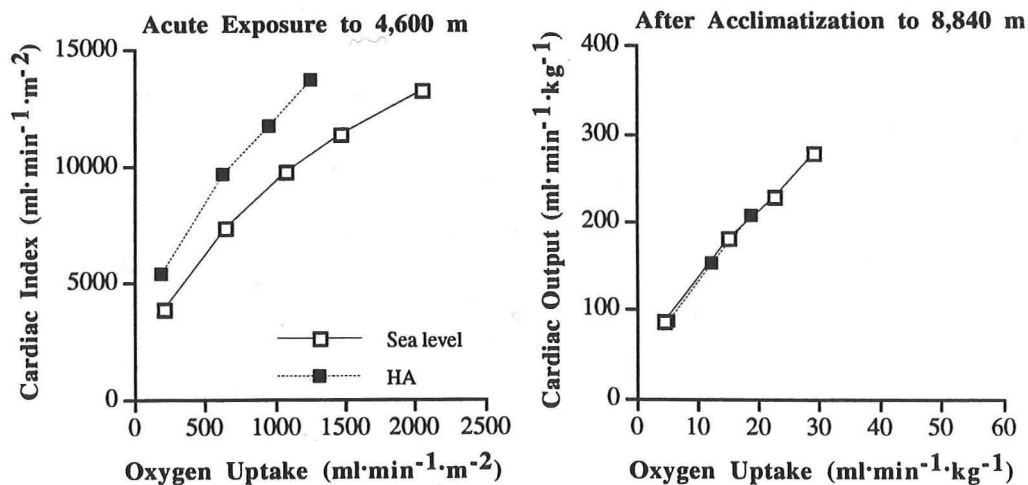 Acute Exposure to 4,600 m
Cardiac Index (ml·min⁻¹·m⁻²)
15000
10000
5000
0
Sea level
HA
0 500 1000 1500 2000 2500
Oxygen Uptake (ml·min⁻¹·m⁻²)
After Acclimatization to 8,840 m
Cardiac Output (ml·min⁻¹·kg⁻¹)
400
300
200
100
0
0 10 20 30 40 50 60
Oxygen Uptake (ml·min⁻¹·kg⁻¹)